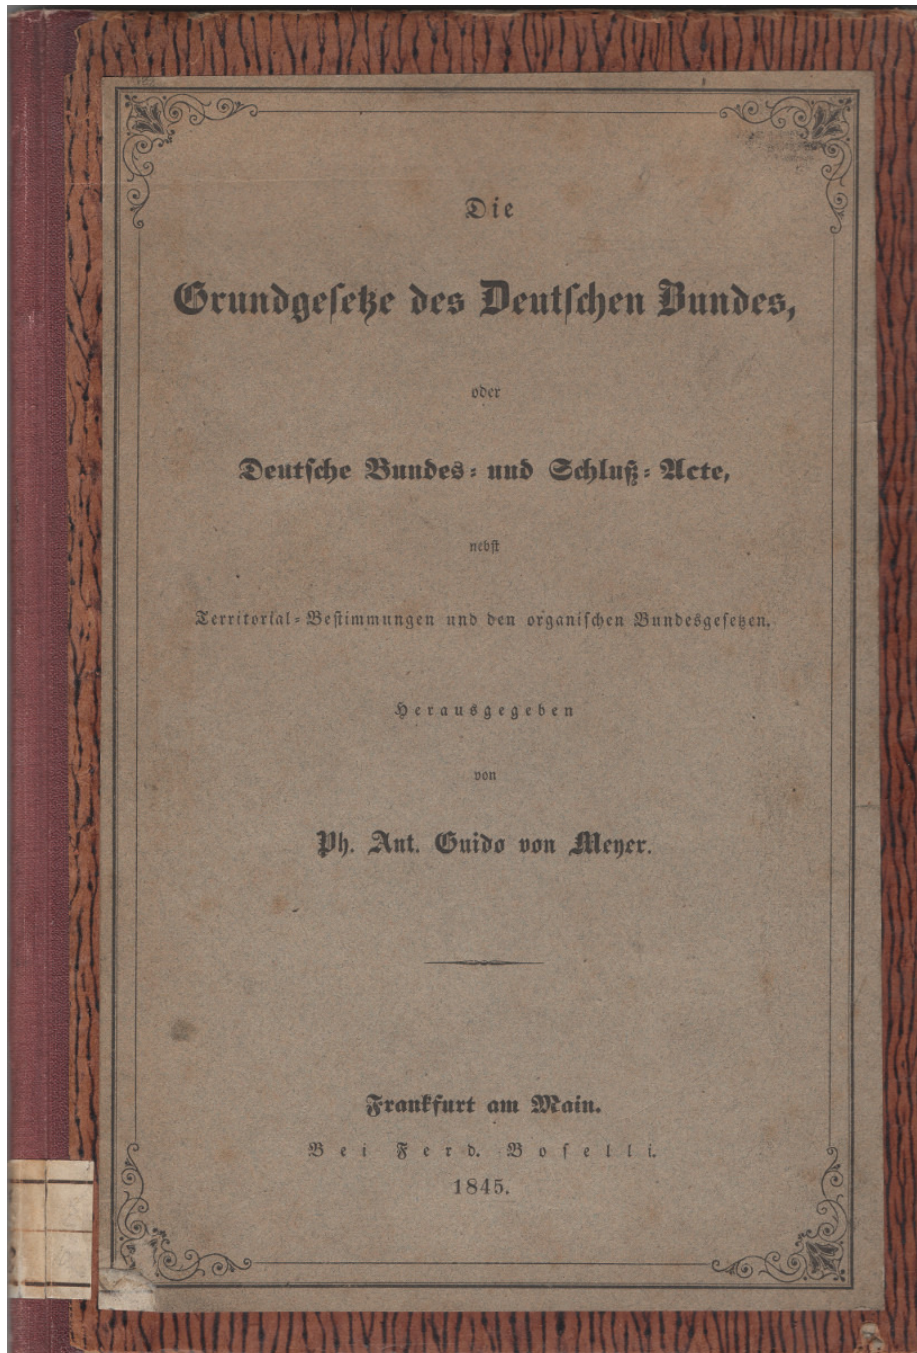 Die
Grundgeſetze des Deutſchen Bundes,
oder
Deutſche Bundes- und Schluß-Acte,
nebſt
Territorial-Beſtimmungen und den organiſchen Bundesgeſetzen.
Herausgegeben
von
Ph. Ant. Guido von Meyer.
Frankfurt am Main.
Bei Ferd. Boſelli.
1845.